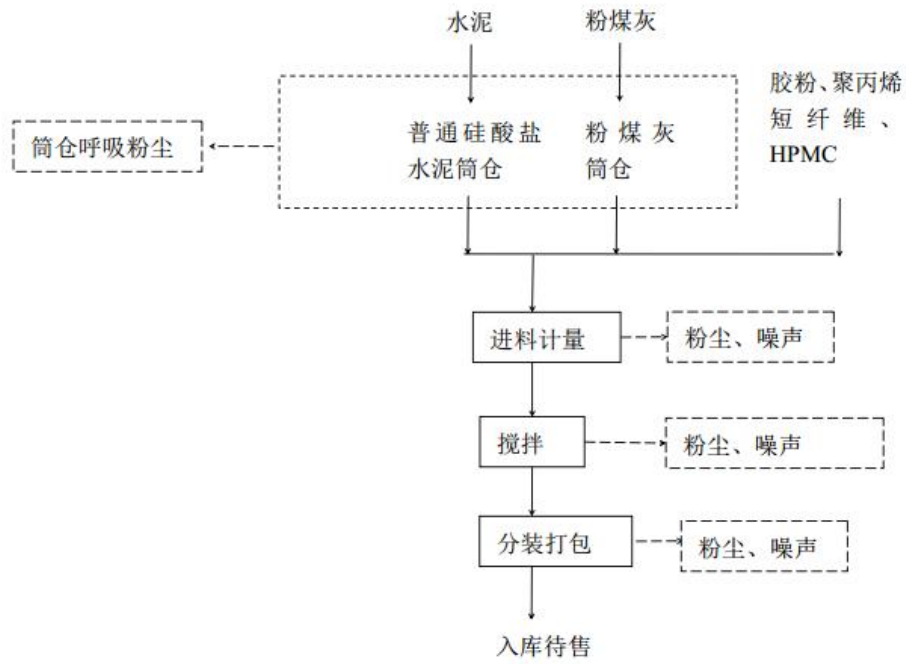 水泥
粉煤灰
胶粉、聚丙烯
短纤维、
HPMC
普通硅酸盐
水泥筒仓
粉煤灰
筒仓
筒仓呼吸粉尘
进料计量
粉尘、噪声
搅拌
粉尘、噪声
分装打包
粉尘、噪声
入库待售